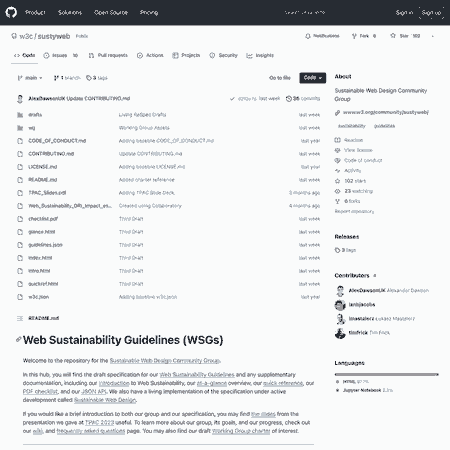 Product Solutions Open Source Pricing
Sign in Sign up
w3c / sustyweb Public
Notifications Fork 6 Star
Code Issues Pull requests Actions Projects Security Insights
main 1 branch 3 tags Go to file Code
AlexDawsonUK Update CONTRIBUTING.md last week 36 commits
drafts Living ReSpec Drafts last week
wg Working Group Assets last week
CODE_OF_CONDUCT.md Adding baseline CODE_OF_CONDUCT.md last year
CONTRIBUTING.md Update CONTRIBUTING.md last week
LICENSE.md Adding baseline LICENSE.md last year
README.md Added charter reference last week
TPAC_Slides.pdf Adding TPAC Slide Deck. 3 months ago
Created using Colaboratory 4 months ago
checklist.pdf Third Draft last week
glance.html Third Draft last week
guidelines.json Third Draft last week
index.html Third Draft last week
intro.html Third Draft last week
quickref.html Third Draft last week
w3c.json Adding baseline w3c.json last year
README.md
Web Sustainability Guidelines (WSGs)
Welcome to the repository for the Sustainable Web Design Community Group.
In this hub, you will find the draft specification for our Web Sustainability Guidelines and any supplementary
documentation, including our introduction to Web Sustainability, our at-a-glance overview, our quick reference, our
PDF checklist, and our JSON API. We also have a living implementation of the specification under
active development called Sustainable Web Design.
If you would like a brief introduction to both our group and our specification, you may find the slides from the
presentation we gave at TPAC 2023 useful. To learn more about our group, its goals, and our progress, check out
our wiki, and frequently asked questions page. You may also find our draft Working Group charter of interest.
About
Sustainable Web Design Community
Group
www.w3.org/community/sustyweb/
sustainability guidelines
Readme
View license
Code of conduct
Activity
102 stars
23 watching
6 forks
Report repository
Releases
3 tags
Contributors 4
AlexDawsonUK Alexander Dawson
ianbjacobs
lmastalerz Łukasz Mastalerz
timfrick Tim Frick
Languages
HTML
Jupyter Notebook